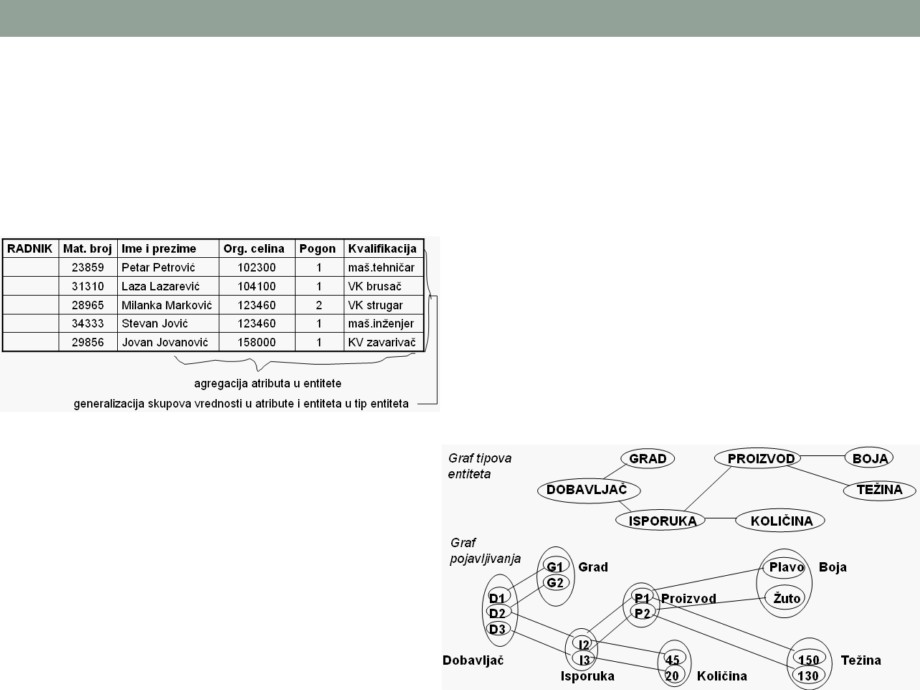 RADNIK Mat. broj Ime i prezime Org. celina Pogon Kvalifikacija
23859 Petar Petrović 102300 1 maš.tehničar
31310 Laza Lazarević 104100 1 VK brusač
28965 Milanka Marković 123460 2 VK strugar
34333 Stevan Jović 123460 1 maš.inženjer
29856 Jovan Jovanović 158000 1 KV zavarivač
agregacija atributa u entitete
generalizacija skupova vrednosti u atribute i entiteta u tip entiteta
Graf tipova
entiteta
GRAD PROIZVOD BOJA
DOBAVLJAČ TEŽINA
ISPORUKA KOLIČINA
Graf
pojavljivanja
G1 Grad Plavo Boja
G2
D1 P1 Proizvod Žuto
D2 P2
D3
I2
Dobavljač I3 45 150 Težina
Isporuka 20 Količina 130